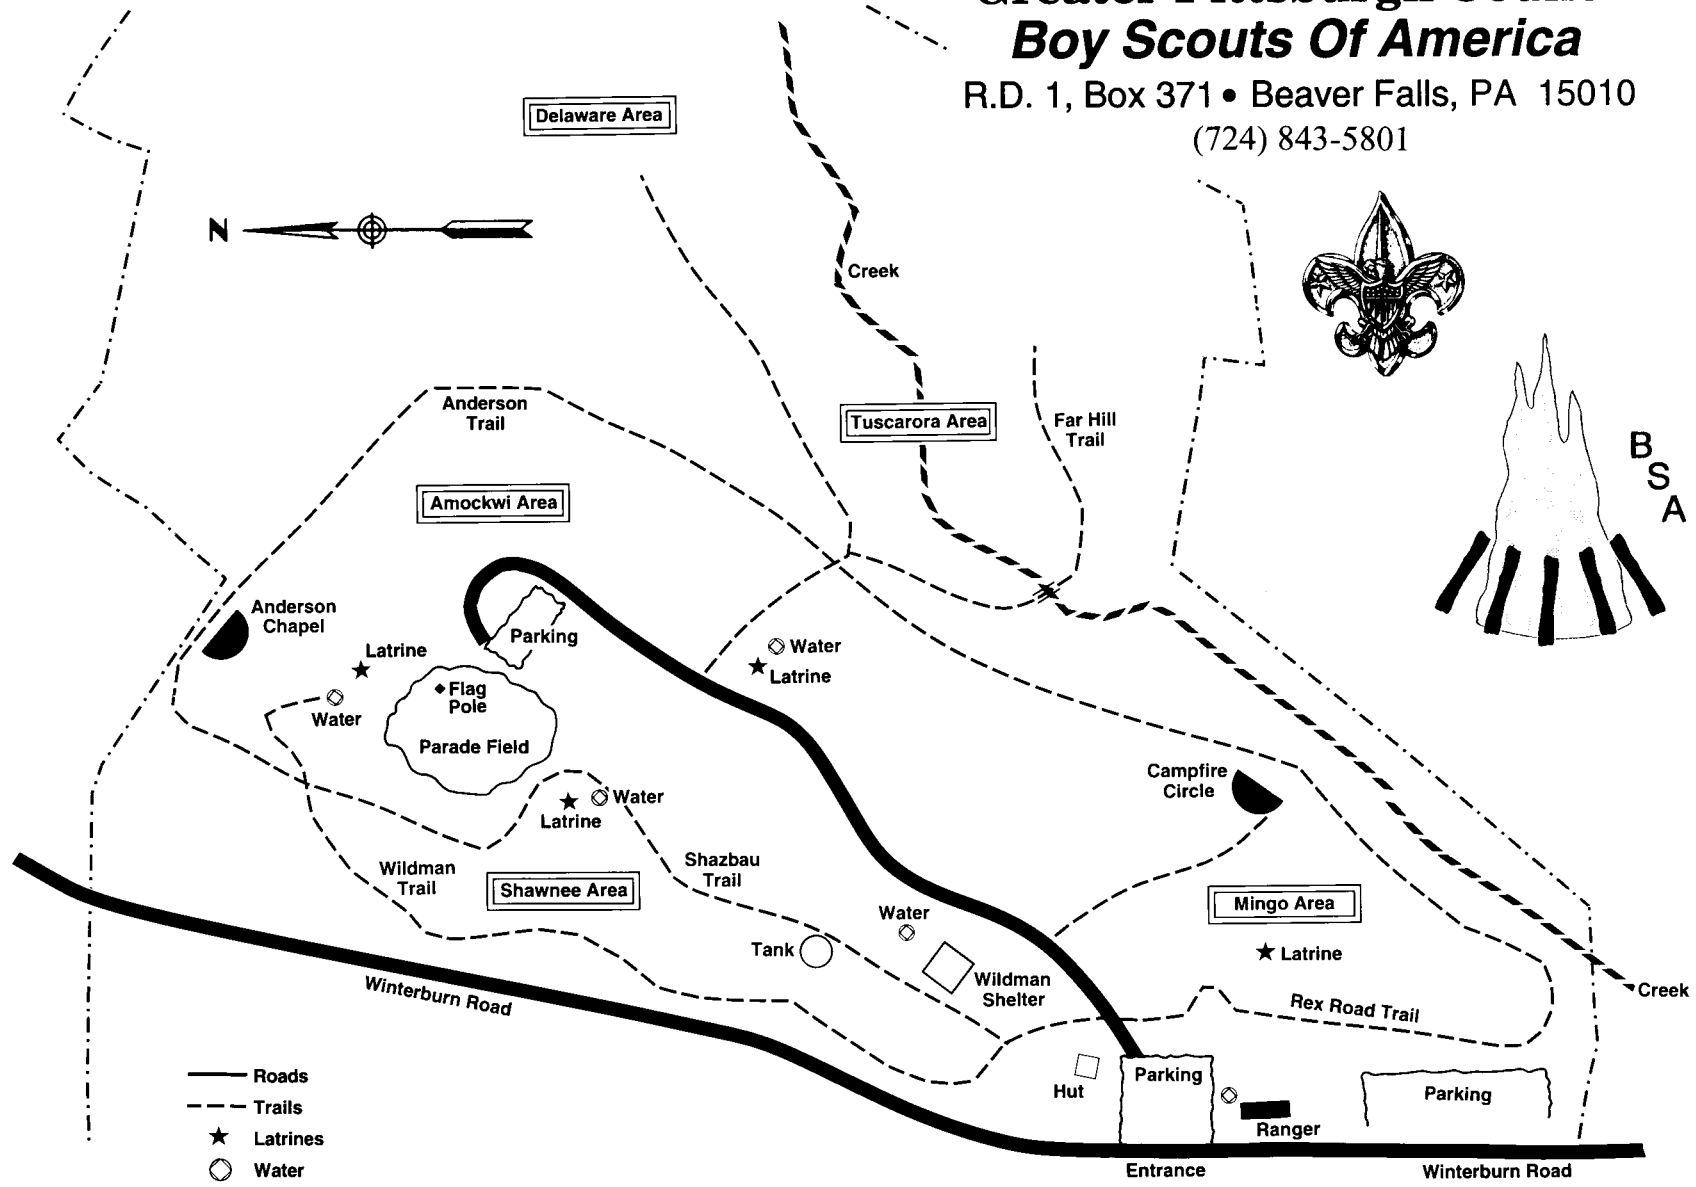 Boy Scouts Of America
R.D. 1, Box 371 • Beaver Falls, PA 15010
(724) 843-5801
Delaware Area
N
Creek
Anderson
Trail
Tuscarora Area
Far Hill
Trail
B
S
A
Amockwi Area
Anderson
Chapel
Parking
Latrine
Water
Flag
Pole
Parade Field
Water
Latrine
Campfire
Circle
Water
Latrine
Wildman
Trail
Shawnee Area
Shazbau
Trail
Water
Tank
Wildman
Shelter
Mingo Area
Latrine
Creek
Rex Road Trail
Winterburn Road
Hut
Parking
Ranger
Parking
Entrance
Winterburn Road
Roads
Trails
Latrines
Water